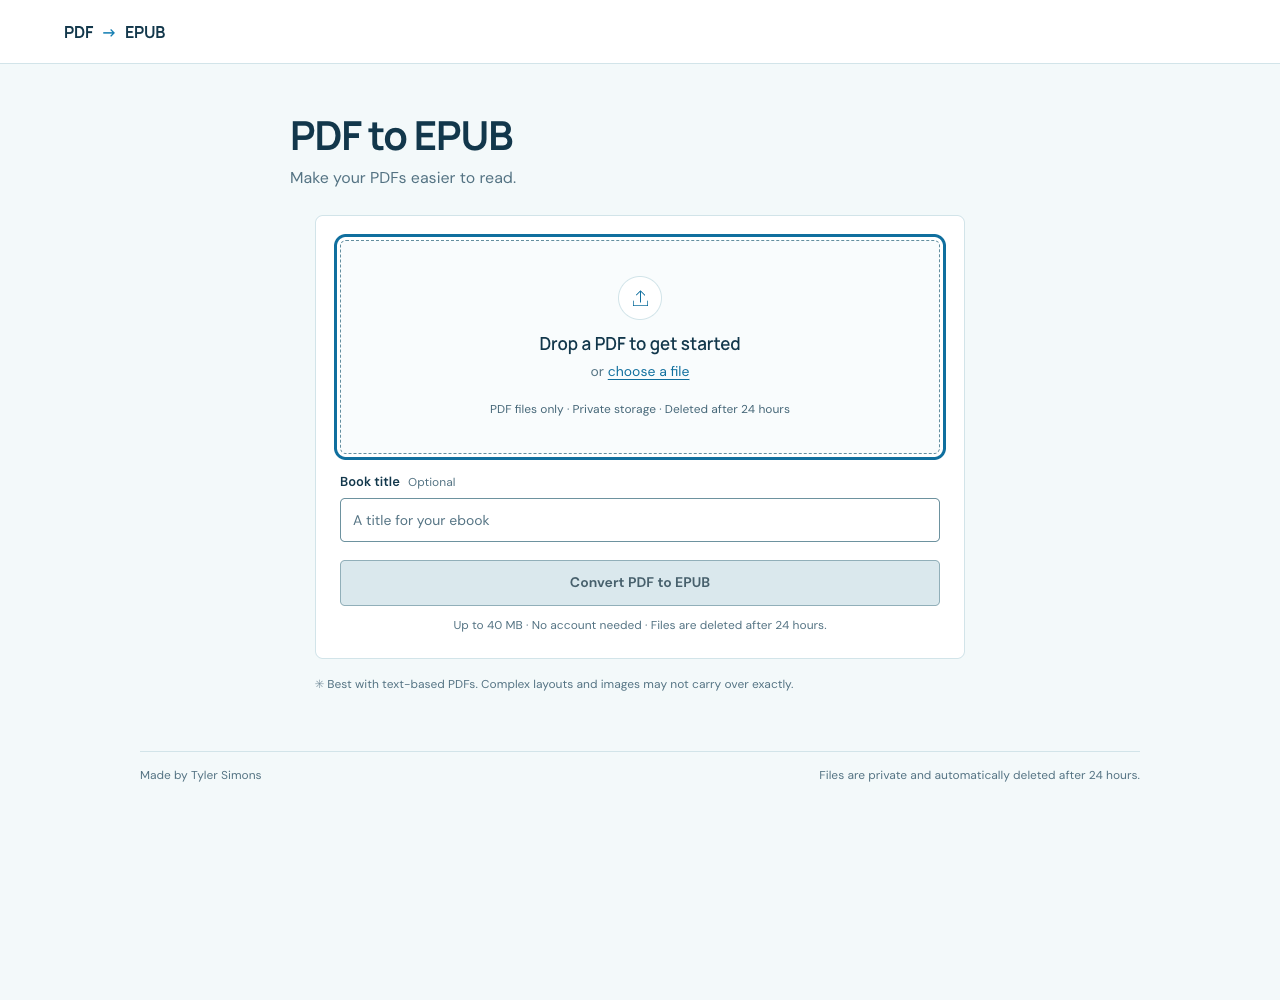 PDF → EPUB
PDF to EPUB
Make your PDFs easier to read.
Drop a PDF to get started
or choose a file
PDF files only · Private storage · Deleted after 24 hours
Book title Optional
A title for your ebook
Convert PDF to EPUB
Up to 40 MB · No account needed · Files are deleted after 24 hours.
✳ Best with text-based PDFs. Complex layouts and images may not carry over exactly.
Made by Tyler Simons
Files are private and automatically deleted after 24 hours.